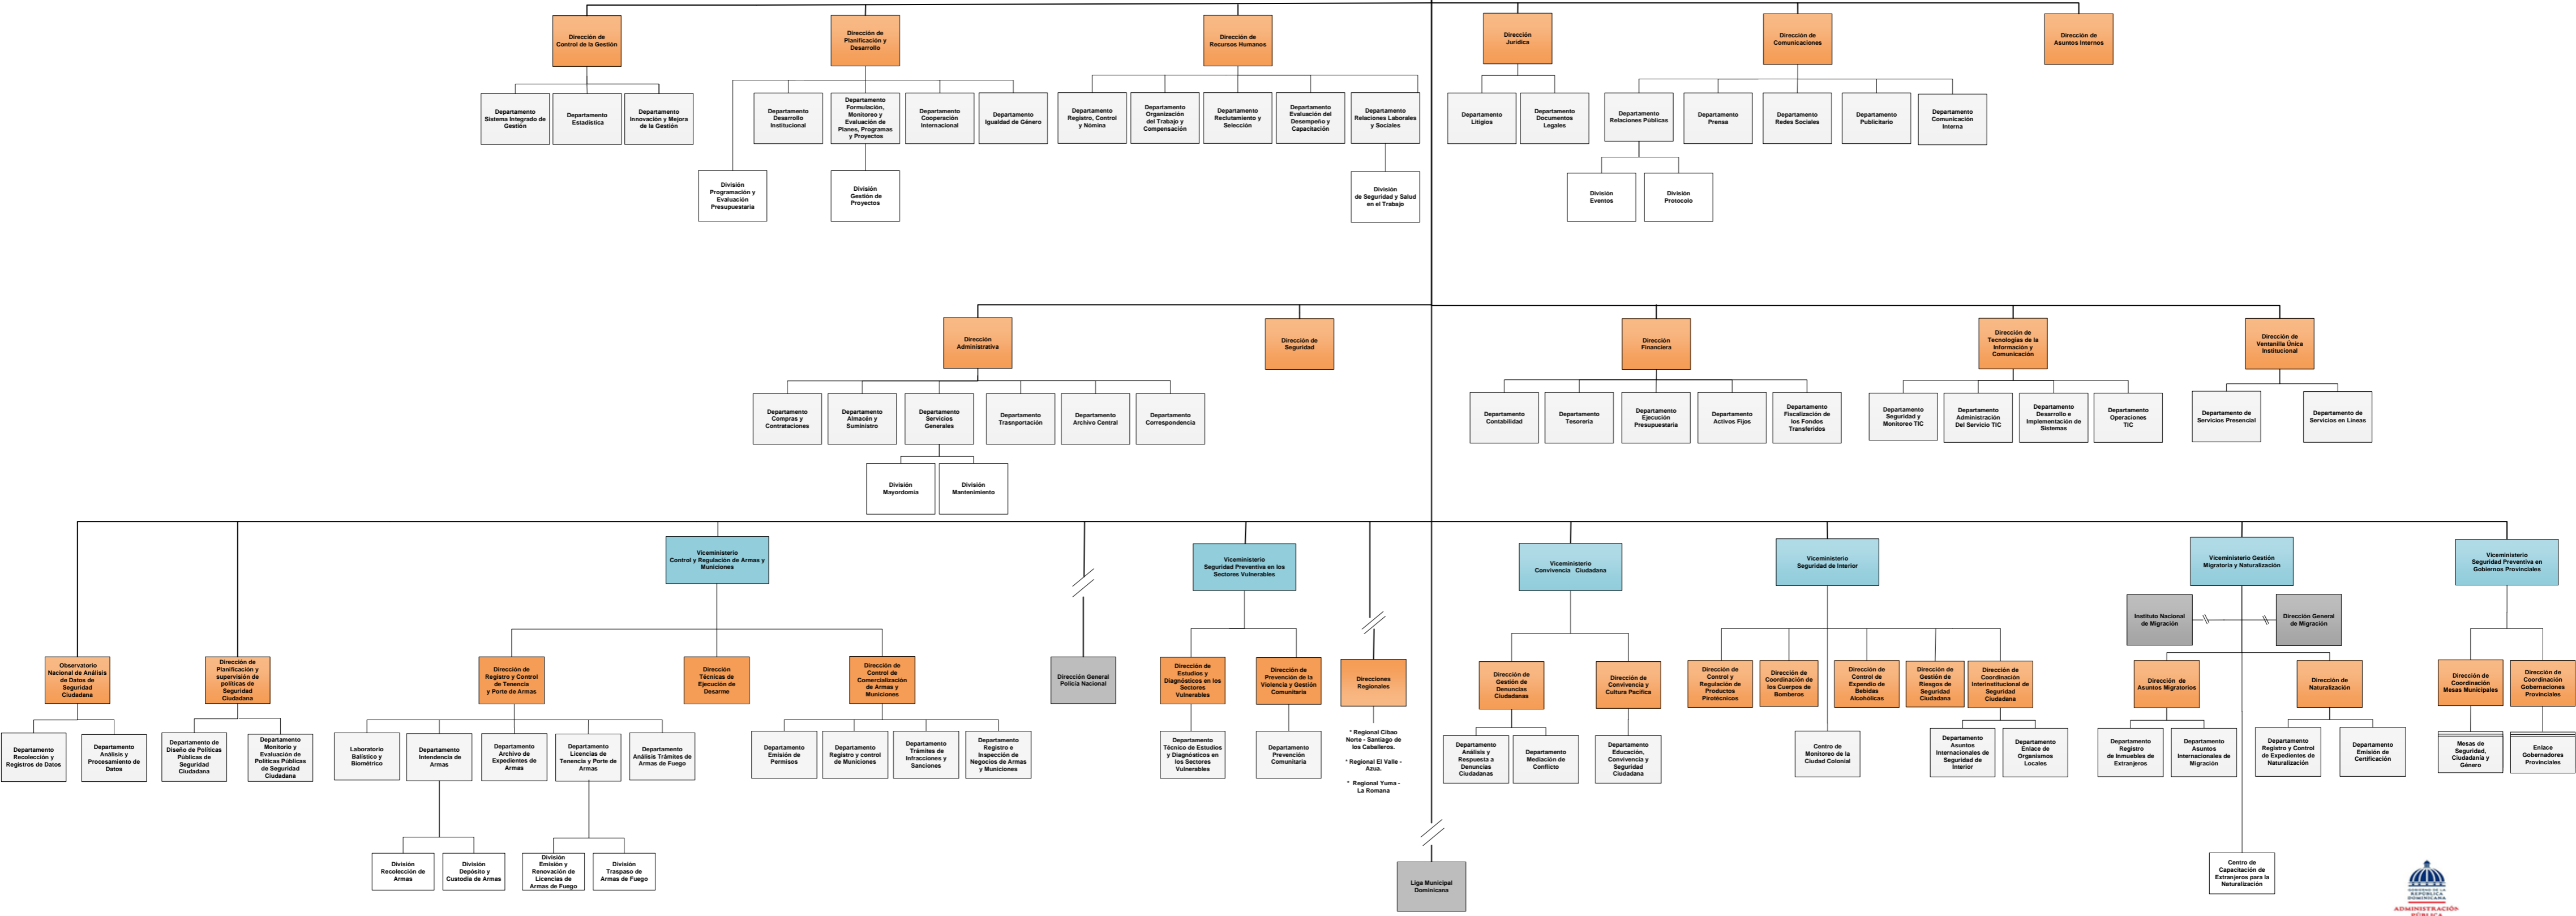 Dirección de
Control de la Gestión
Dirección de
Planificación y
Desarrollo
Dirección de
Recursos Humanos
Dirección
Jurídica
Dirección de
Comunicaciones
Dirección de
Asuntos Internos
Departamento
Sistema Integrado de
Gestión
Departamento
Estadística
Departamento
Innovación y Mejora
de la Gestión
Departamento
Desarrollo
Institucional
Departamento
Formulación,
Monitoreo y
Evaluación de
Planes, Programas
y Proyectos
Departamento
Cooperación
Internacional
Departamento
Igualdad de Género
Departamento
Registro, Control
y Nómina
Departamento
Organización
del Trabajo y
Compensación
Departamento
Reclutamiento y
Selección
Departamento
Evaluación del
Desempeño y
Capacitación
Departamento
Relaciones Laborales
y Sociales
Departamento
Litigios
Departamento
Documentos
Legales
Departamento
Relaciones Públicas
Departamento
Prensa
Departamento
Redes Sociales
Departamento
Publicitario
Departamento
Comunicación
Interna
División
Programación y
Evaluación
Presupuestaria
División
Gestión de
Proyectos
División
de Seguridad y Salud
en el Trabajo
División
Eventos
División
Protocolo
Dirección
Administrativa
Dirección de
Seguridad
Dirección
Financiera
Dirección de
Tecnologías de la
Información y
Comunicación
Dirección de
Ventanilla Única
Institucional
Departamento
Compras y
Contrataciones
Departamento
Almacén y
Suministro
Departamento
Servicios
Generales
Departamento
Trasnportación
Departamento
Archivo Central
Departamento
Correspondencia
Departamento
Contabilidad
Departamento
Tesorería
Departamento
Ejecución
Presupuestaria
Departamento
Activos Fijos
Departamento
Fiscalización de
los Fondos
Transferidos
Departamento
Seguridad y
Monitoreo TIC
Departamento
Administración
Del Servicio TIC
Departamento
Desarrollo e
Implementación de
Sistemas
Departamento
Operaciones
TIC
Departamento de
Servicios Presencial
Departamento de
Servicios en Líneas
División
Mayordomía
División
Mantenimiento
Viceministerio
Control y Regulación de Armas y
Municiones
Viceministerio
Seguridad Preventiva en los
Sectores Vulnerables
Viceministerio
Convivencia Ciudadana
Viceministerio
Seguridad de Interior
Viceministerio Gestión
Migratoria y Naturalización
Viceministerio
Seguridad Preventiva en
Gobiernos Provinciales
Instituto Nacional
de Migración
Dirección General
de Migración
Observatorio
Nacional de Análisis
de Datos de
Seguridad
Ciudadana
Dirección de
Planificación y
supervisión de
políticas de
Seguridad
Ciudadana
Dirección de
Registro y Control
de Tenencia
y Porte de Armas
Dirección
Técnicas de
Ejecución de
Desarme
Dirección de
Control de
Comercialización
de Armas y
Municiones
Dirección General
Policía Nacional
Dirección de
Estudios y
Diagnósticos en los
Sectores
Vulnerables
Dirección de
Prevención de la
Violencia y Gestión
Comunitaria
Direcciones
Regionales
Dirección de
Gestión de
Denuncias
Ciudadanas
Dirección de
Convivencia y
Cultura Pacífica
Dirección de
Control y
Regulación de
Productos
Pirotécnicos
Dirección de
Coordinación de
los Cuerpos de
Bomberos
Dirección de
Control de
Expendio de
Bebidas
Alcohólicas
Dirección de
Gestión de
Riesgos de
Seguridad
Ciudadana
Dirección de
Coordinación
Interinstitucional de
Seguridad
Ciudadana
Dirección de
Asuntos Migratorios
Dirección de
Naturalización
Dirección de
Coordinación
Mesas Municipales
Dirección de
Coordinación
Gobernaciones
Provinciales
Departamento
Recolección y
Registros de Datos
Departamento
Análisis y
Procesamiento de
Datos
Departamento de
Diseño de Políticas
Públicas de
Seguridad
Ciudadana
Departamento
Monitorio y
Evaluación de
Políticas Públicas
de Seguridad
Ciudadana
Laboratorio
Balístico y
Biométrico
Departamento
Intendencia de
Armas
Departamento
Archivo de
Expedientes de
Armas
Departamento
Licencias de
Tenencia y Porte de
Armas
Departamento
Análisis Trámites de
Armas de Fuego
Departamento
Emisión de
Permisos
Departamento
Registro y control
de Municiones
Departamento
Trámites de
Infracciones y
Sanciones
Departamento
Registro e
Inspección de
Negocios de Armas
y Municiones
Departamento
Técnico de Estudios
y Diagnósticos en
los Sectores
Vulnerables
Departamento
Prevención
Comunitaria
* Regional Cibao
Norte - Santiago de
los Caballeros.
* Regional El Valle -
Azua.
* Regional Yuma -
La Romana
Departamento
Análisis y
Respuesta a
Denuncias
Ciudadanas
Departamento
Mediación de
Conflicto
Departamento
Educación,
Convivencia y
Seguridad
Ciudadana
Centro de
Monitoreo de la
Ciudad Colonial
Departamento
Asuntos
Internacionales de
Seguridad de
Interior
Departamento
Enlace de
Organismos
Locales
Departamento
Registro
de Inmuebles de
Extranjeros
Departamento
Asuntos
Internacionales de
Migración
Departamento
Registro y Control
de Expedientes de
Naturalización
Departamento
Emisión de
Certificación
Mesas de
Seguridad,
Ciudadanía y
Género
Enlace
Gobernadores
Provinciales
División
Recolección de
Armas
División
Depósito y
Custodia de Armas
División
Emisión y
Renovación de
Licencias de
Armas de Fuego
División
Traspaso de
Armas de Fuego
Liga Municipal
Dominicana
Centro de
Capacitación de
Extranjeros para la
Naturalización
GOBIERNO DE LA
REPÚBLICA
DOMINICANA
ADMINISTRACIÓN
PÚBLICA